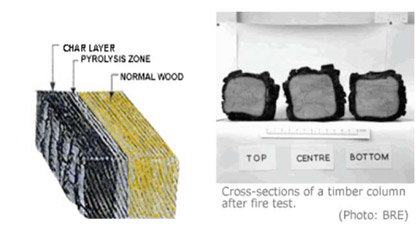 CHAR LAYER
PYROLYSIS ZONE
NORMAL WOOD
TOP
CENTRE
BOTTOM
Cross-sections of a timber column
after fire test.
(Photo: BRE)